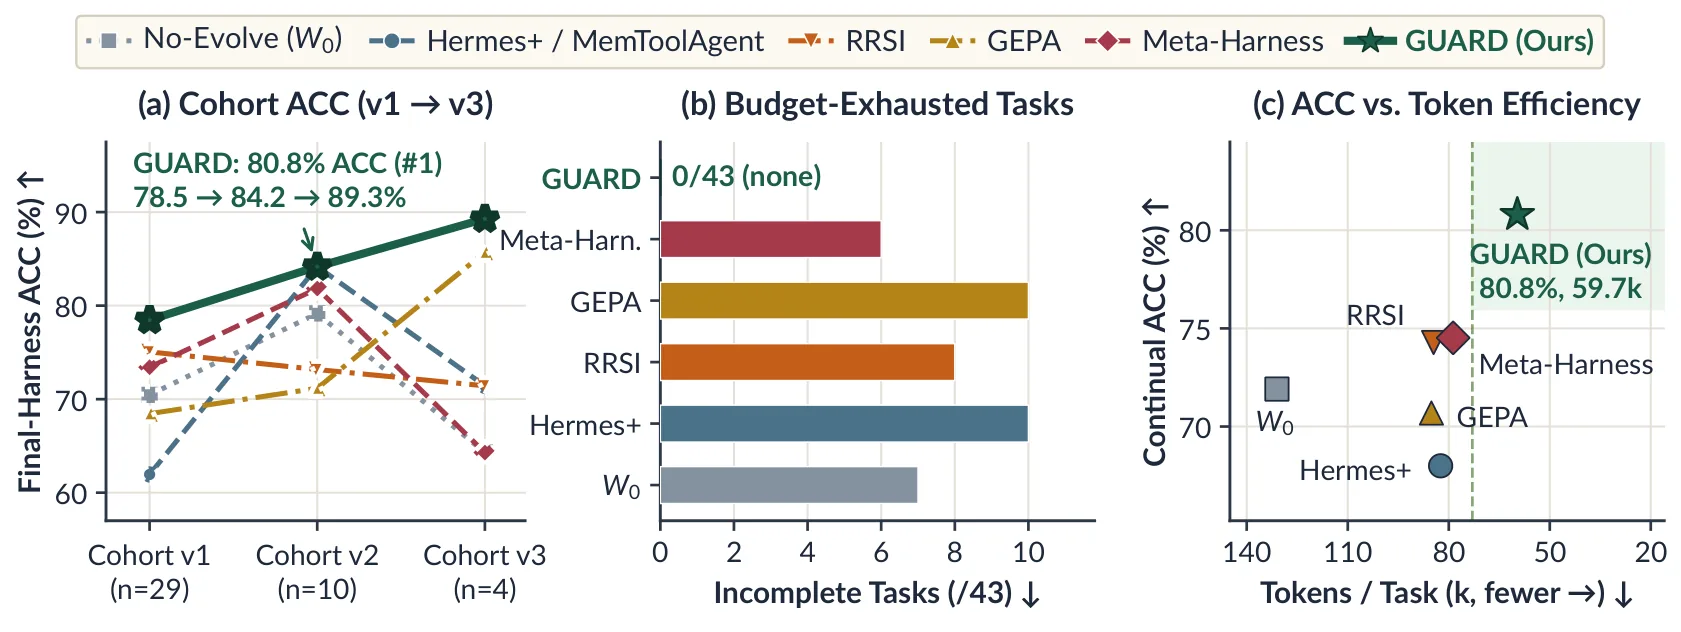 No-Evolve (W0)
Hermes+ / MemToolAgent
RRSI
GEPA
Meta-Harness
GUARD (Ours)
(a) Cohort ACC (v1 → v3)
Final-Harness ACC (%) ↑
90
80
70
60
GUARD: 80.8% ACC (#1)
78.5 → 84.2 → 89.3%
Cohort v1
(n=29)
Cohort v2
(n=10)
Cohort v3
(n=4)
(b) Budget-Exhausted Tasks
GUARD
0/43 (none)
Meta-Harn.
GEPA
RRSI
Hermes+
W0
0 2 4 6 8 10
Incomplete Tasks (/43) ↓
(c) ACC vs. Token Efficiency
Continual ACC (%) ↑
80
75
70
GUARD (Ours)
80.8%, 59.7k
RRSI
Meta-Harness
W0
GEPA
Hermes+
140 110 80 50 20
Tokens / Task (k, fewer →) ↓